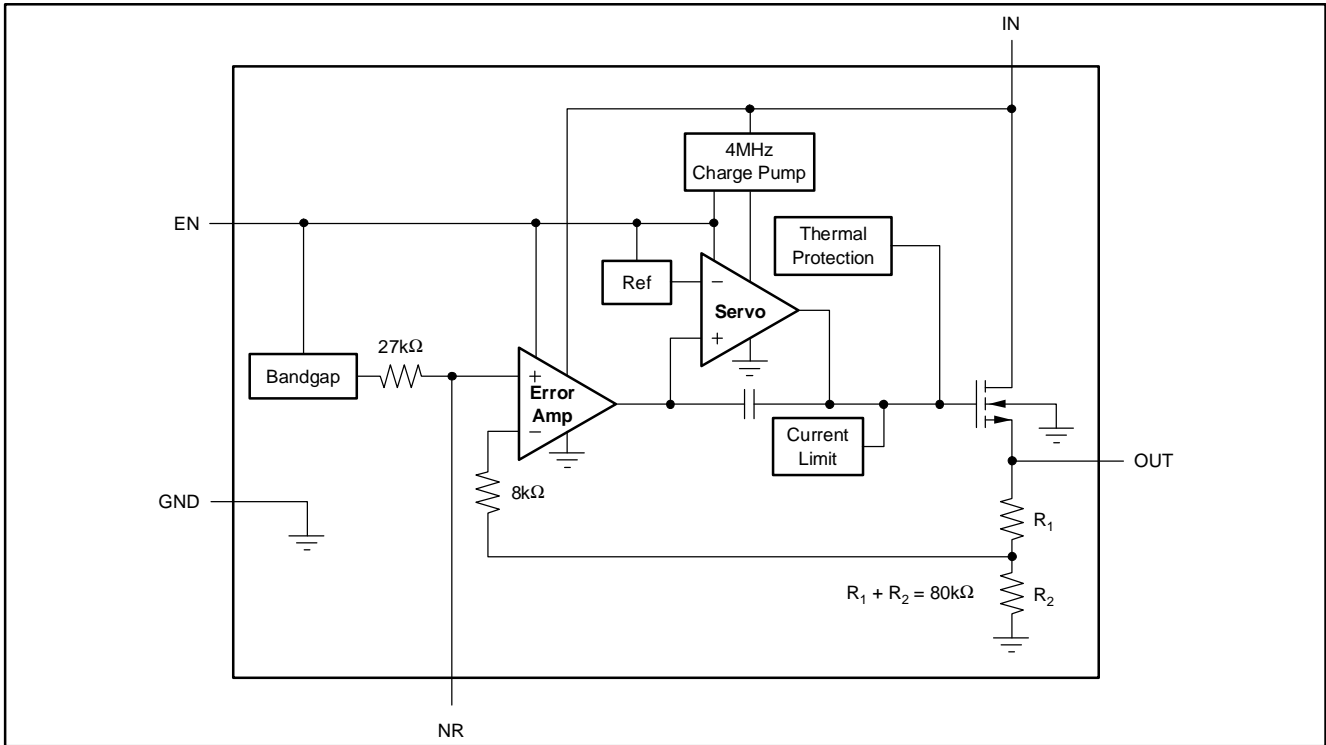 IN
4MHz
Charge Pump
EN
Thermal
Protection
Ref
−
Servo
+
27kΩ
Bandgap
+
Error
Amp
−
Current
Limit
OUT
8kΩ
GND
R₁
R₁ + R₂ = 80kΩ
R₂
NR